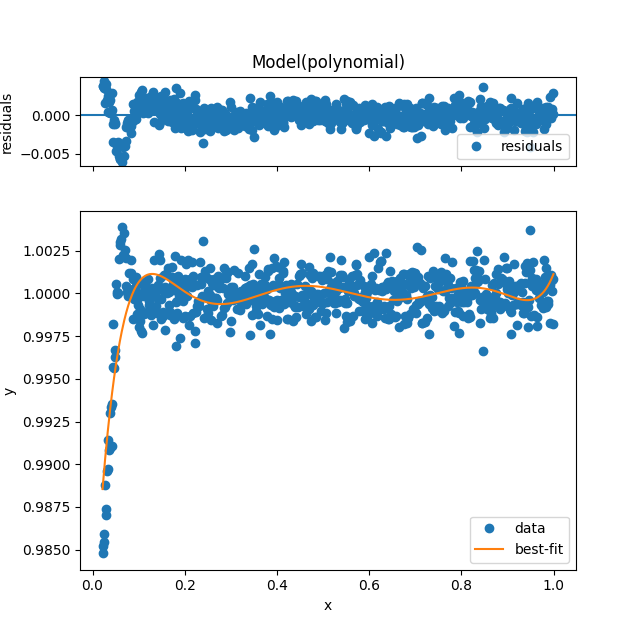 Model(polynomial)
residuals
0.000
−0.005
residuals
y
1.0025
1.0000
0.9975
0.9950
0.9925
0.9900
0.9875
0.9850
data
best-fit
0.0 0.2 0.4 0.6 0.8 1.0
x